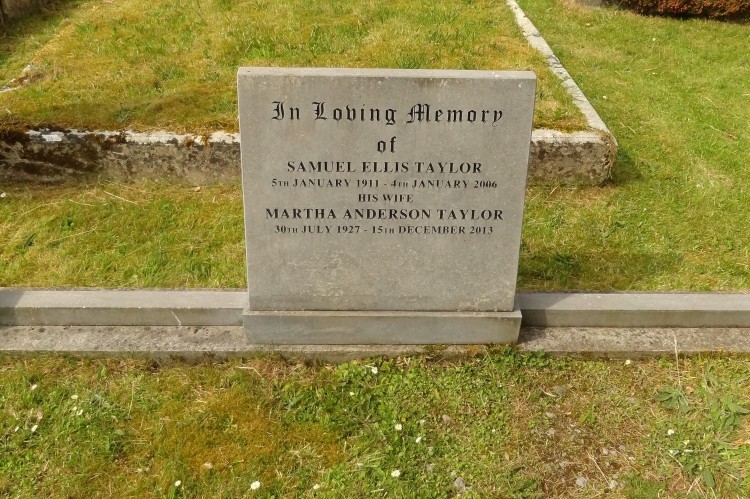 In Loving Memory
of
SAMUEL ELLIS TAYLOR
5TH JANUARY 1911 - 4TH JANUARY 2006
HIS WIFE
MARTHA ANDERSON TAYLOR
30TH JULY 1927 - 15TH DECEMBER 2013